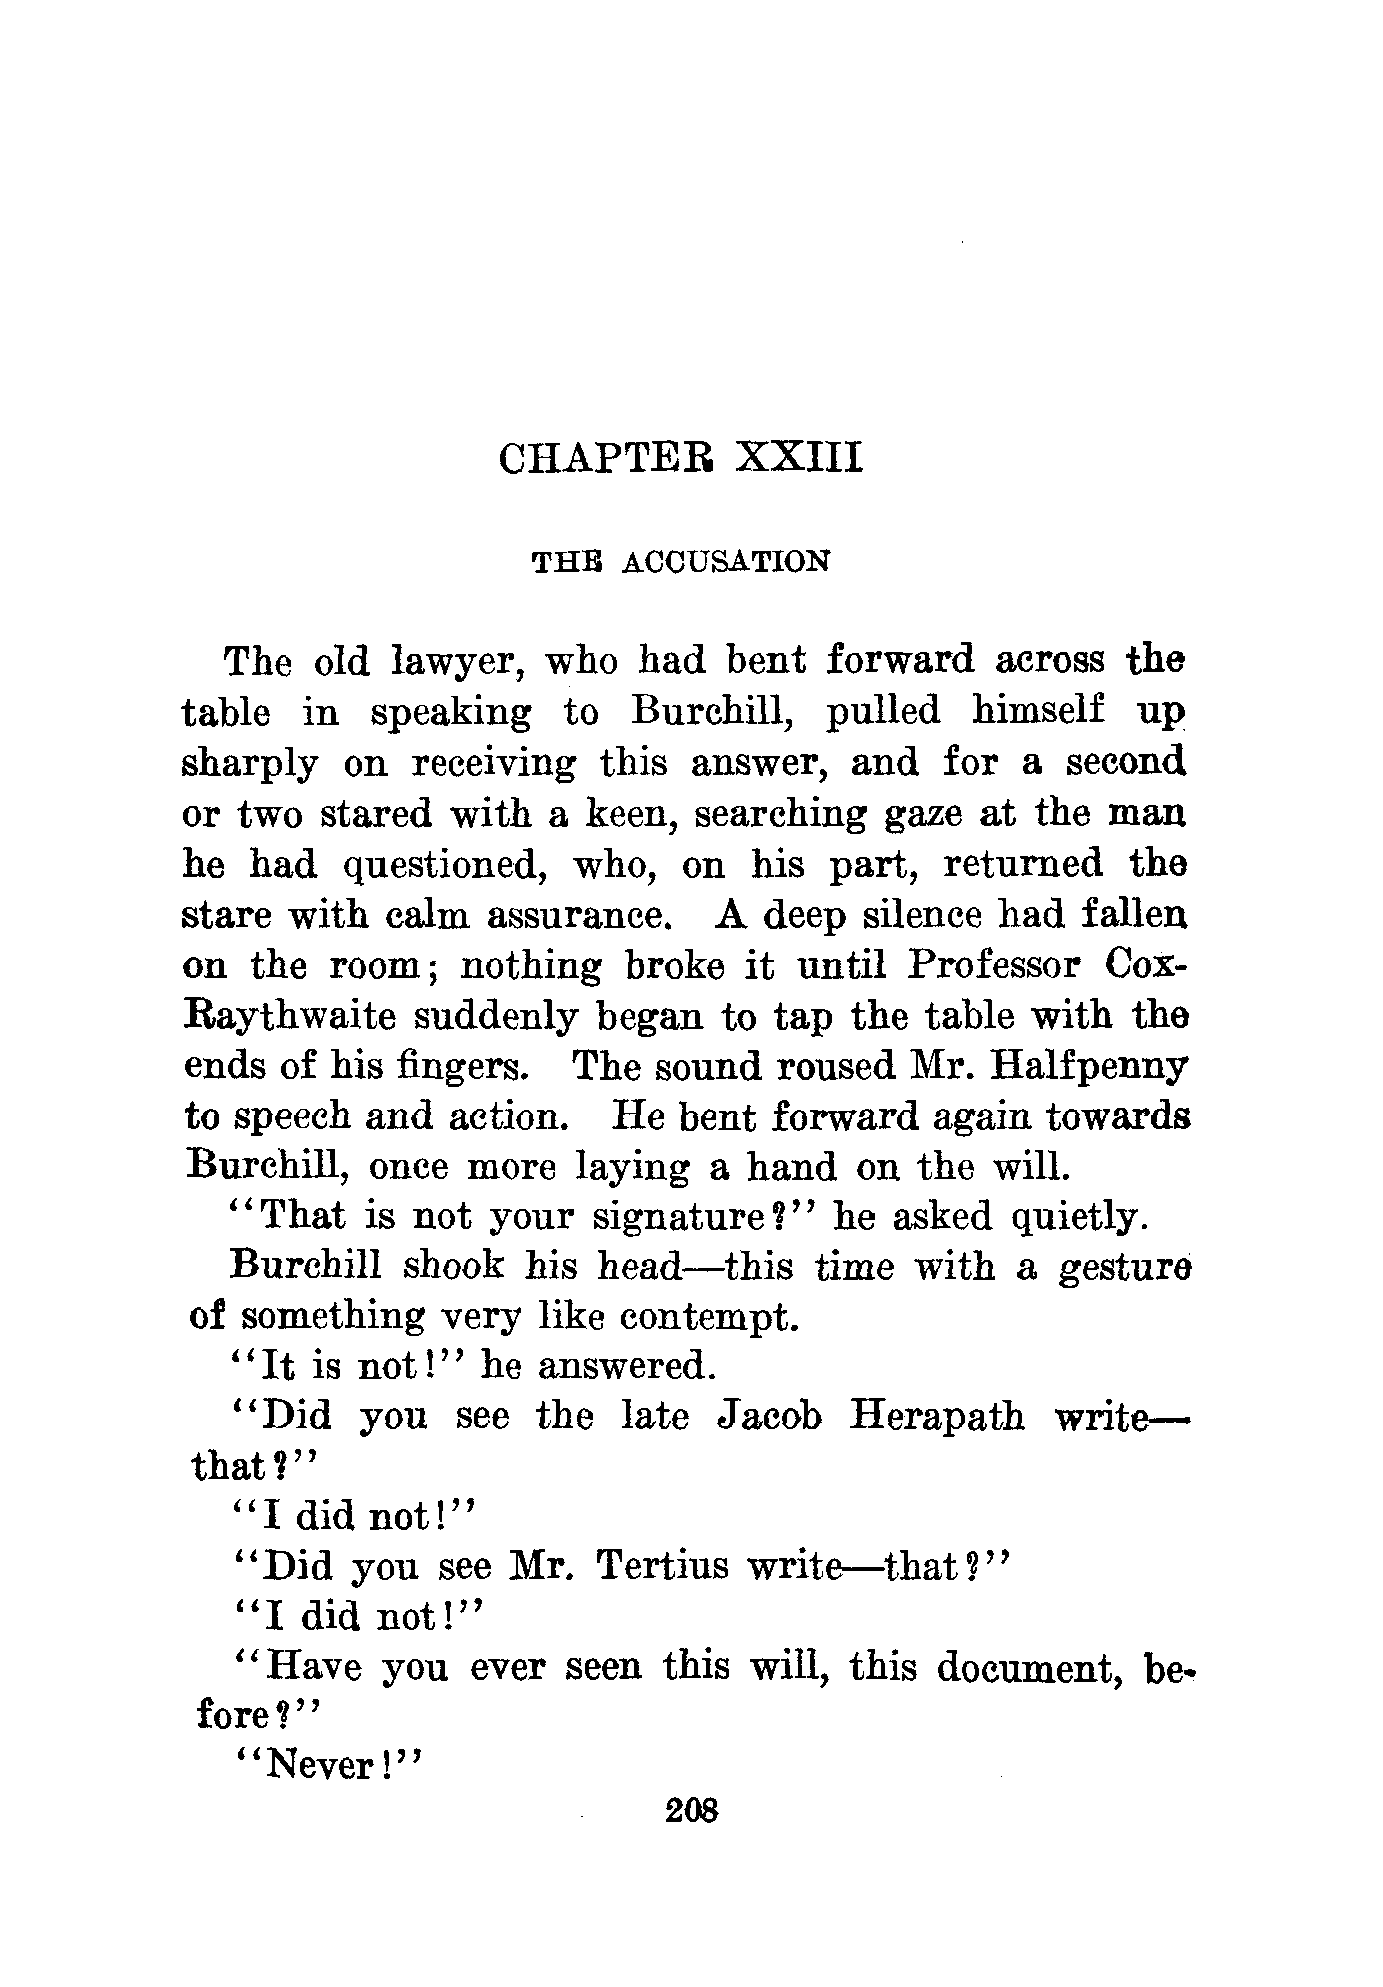 CHAPTER XXIII
THE ACCUSATION
The old lawyer, who had bent forward across the
table in speaking to Burchill, pulled himself up
sharply on receiving this answer, and for a second
or two stared with a keen, searching gaze at the man
he had questioned, who, on his part, returned the
stare with calm assurance. A deep silence had fallen
on the room; nothing broke it until Professor Cox-
Raythwaite suddenly began to tap the table with the
ends of his fingers. The sound roused Mr. Halfpenny
to speech and action. He bent forward again towards
Burchill, once more laying a hand on the will.
"That is not your signature?" he asked quietly.
Burchill shook his head—this time with a gesture
of something very like contempt.
"It is not!" he answered.
"Did you see the late Jacob Herapath write—
that?"
"I did not!"
"Did you see Mr. Tertius write—that?"
"I did not!"
"Have you ever seen this will, this document, be-
fore?"
"Never!"
208